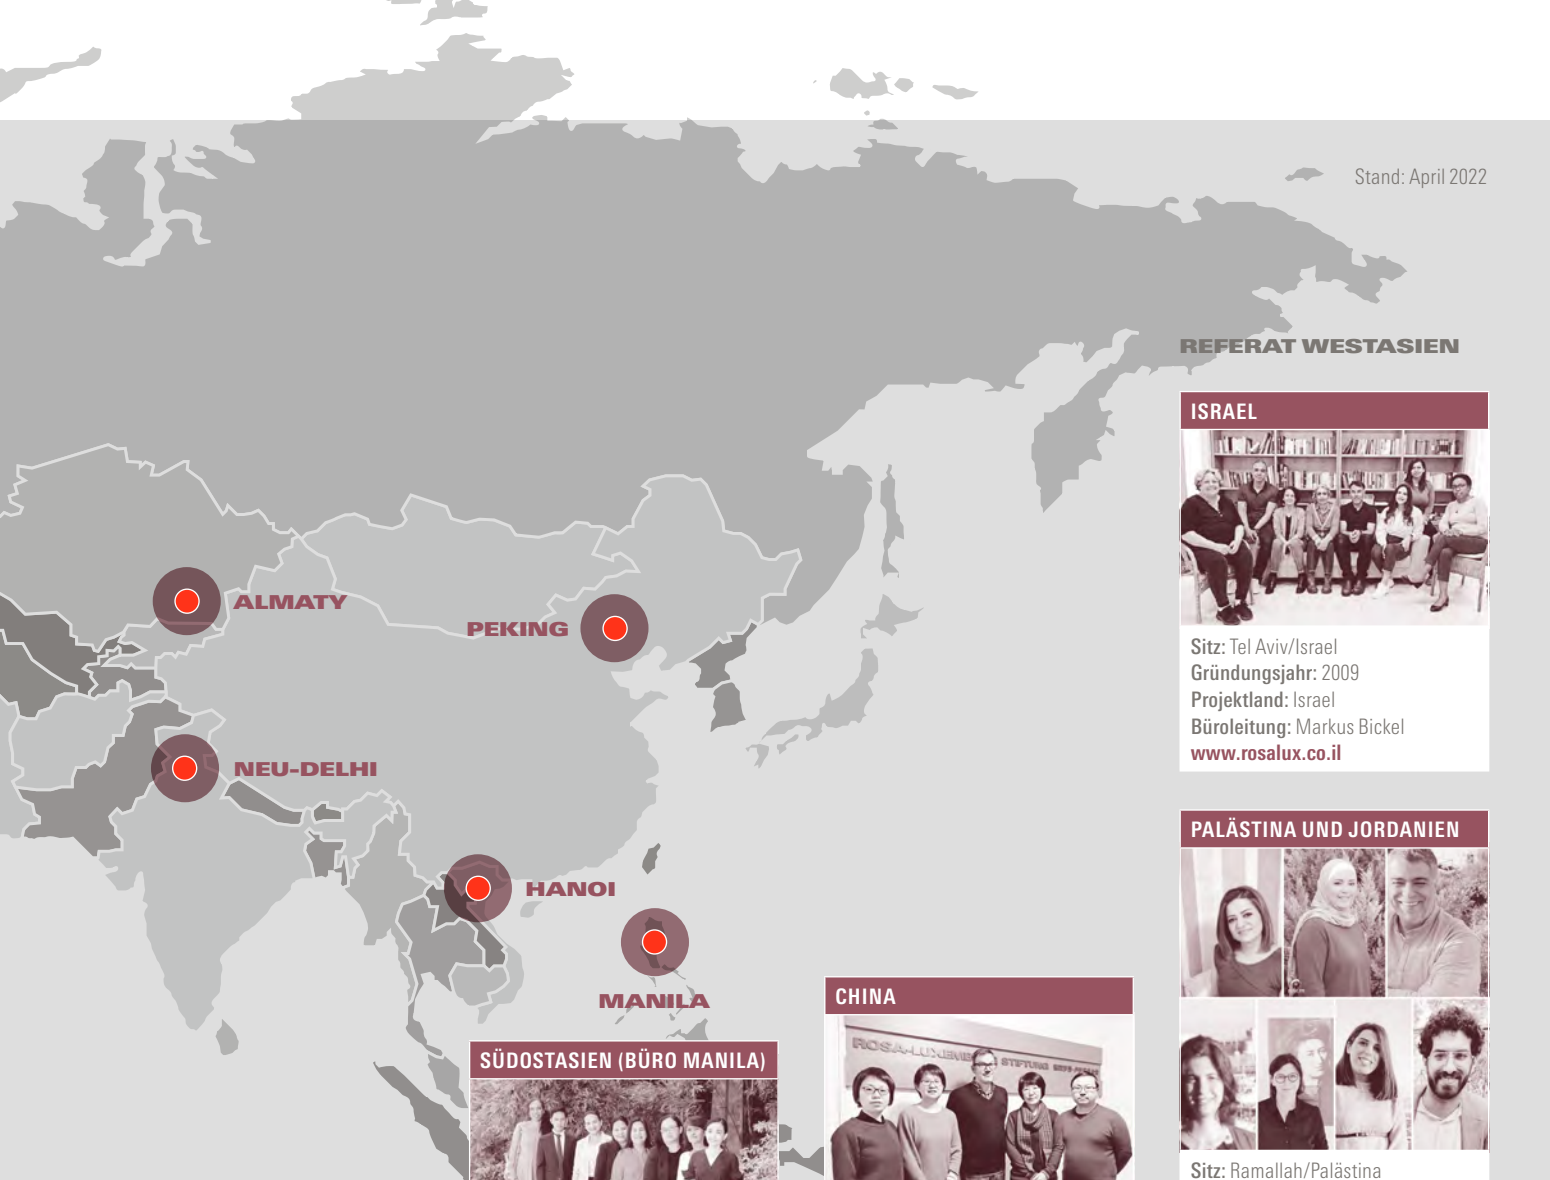 Stand: April 2022
REFERAT WESTASIEN
ISRAEL
Sitz: Tel Aviv/Israel
Gründungsjahr: 2009
Projektland: Israel
Büroleitung: Markus Bickel
www.rosalux.co.il
PALÄSTINA UND JORDANIEN
Sitz: Ramallah/Palästina
ALMATY
PEKING
NEU-DELHI
HANOI
MANILA
CHINA
STIFTUNG
SÜDOSTASIEN (BÜRO MANILA)